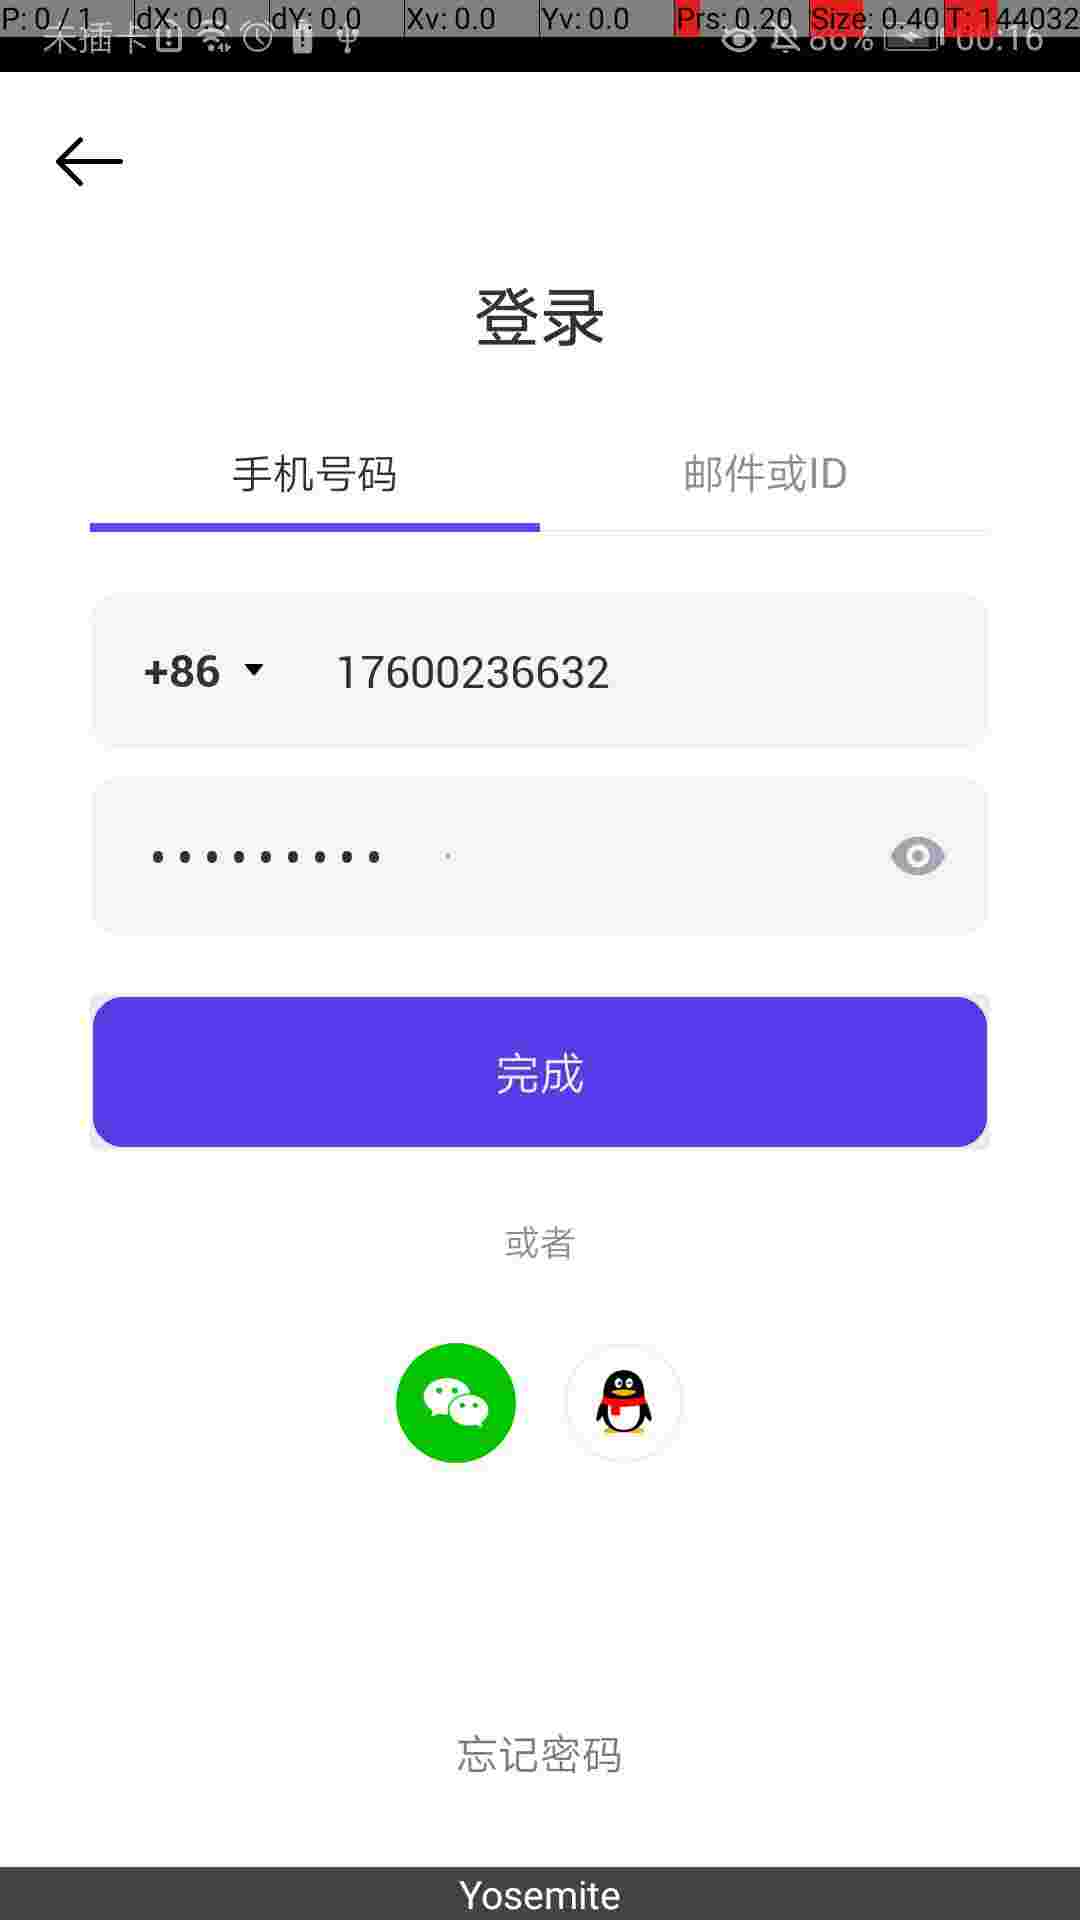 P: 0 / 1 dX: 0.0 dY: 0.0 Xv: 0.0 Yv: 0.0 Prs: 0.20 Size: 0.40 T: 144032
未插卡 86% 00:16
登录
手机号码 邮件或ID
+86 17600236632
完成
或者
忘记密码
Yosemite